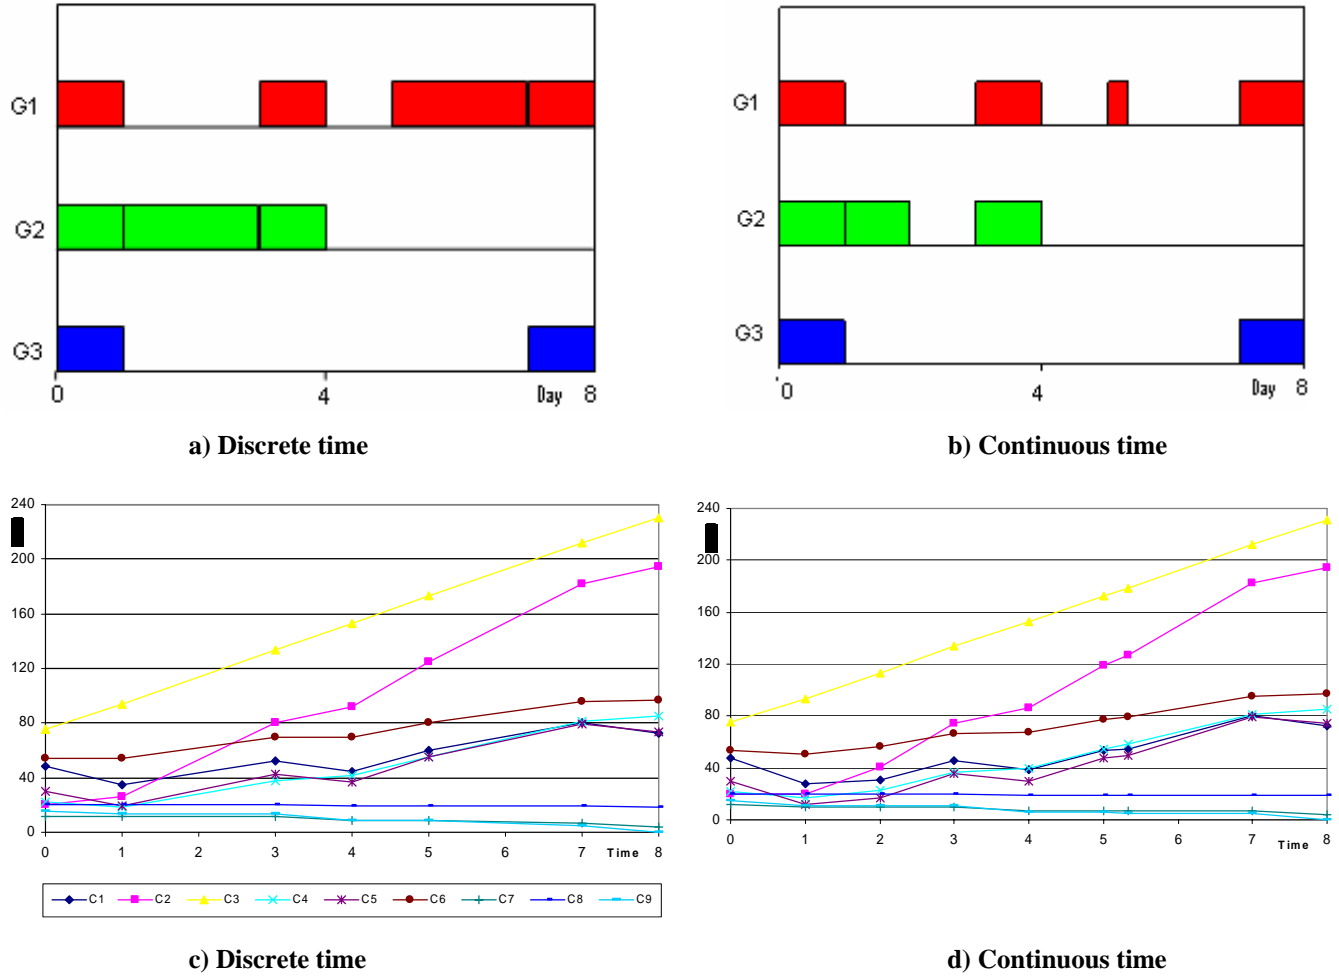 G1
G2
G3
0 4 Day 8
a) Discrete time
G1
G2
G3
0 4 Day 8
b) Continuous time
240
200
160
120
80
40
0
0 1 2 3 4 5 6 7 Time 8
C1 C2 C3 C4 C5 C6 C7 C8 C9
c) Discrete time
240
200
160
120
80
40
0
0 1 2 3 4 5 6 7 Time 8
d) Continuous time